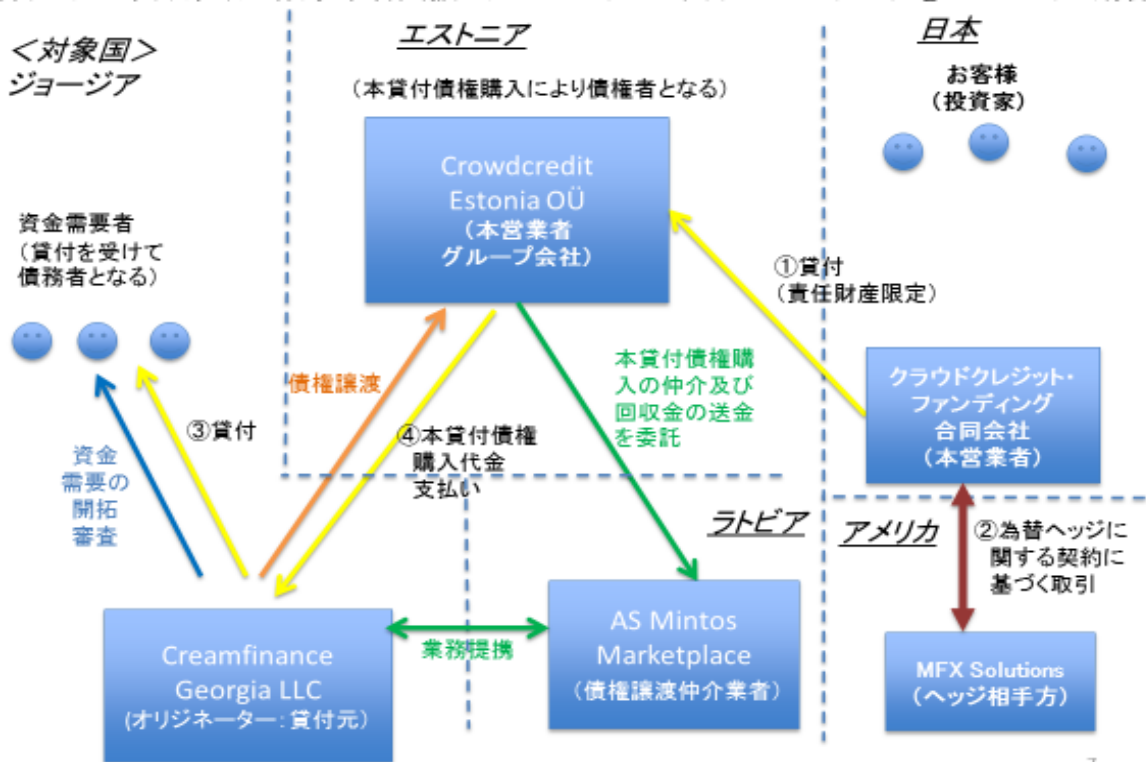 ＜対象国＞
ジョージア
エストニア
日本
(本貸付債権購入により債権者となる)
お客様
(投資家)
Crowdcredit
Estonia OÜ
(本営業者
グループ会社)
資金需要者
(貸付を受けて
債務者となる)
①貸付
(責任財産限定)
債権譲渡
本貸付債権購
入の仲介及び
回収金の送金
を委託
クラウドクレジット・
ファンディング
合同会社
(本営業者)
③貸付
④本貸付債権
購入代金
支払い
資金
需要の
開拓
審査
ラトビア
アメリカ
②為替ヘッジに
関する契約に
基づく取引
Creamfinance
Georgia LLC
(オリジネーター：貸付元)
業務提携
AS Mintos
Marketplace
(債権譲渡仲介業者)
MFX Solutions
(ヘッジ相手方)